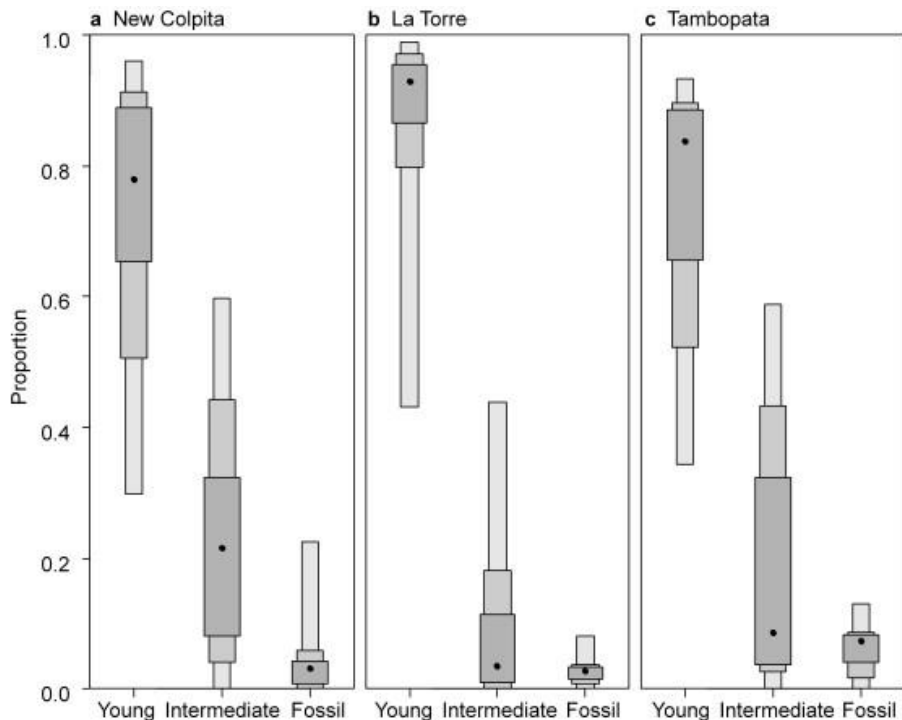 a New Colpita
b La Torre
c Tambopata
1.0
0.8
0.6
0.4
0.2
0.0
Proportion
Young Intermediate Fossil
Young Intermediate Fossil
Young Intermediate Fossil